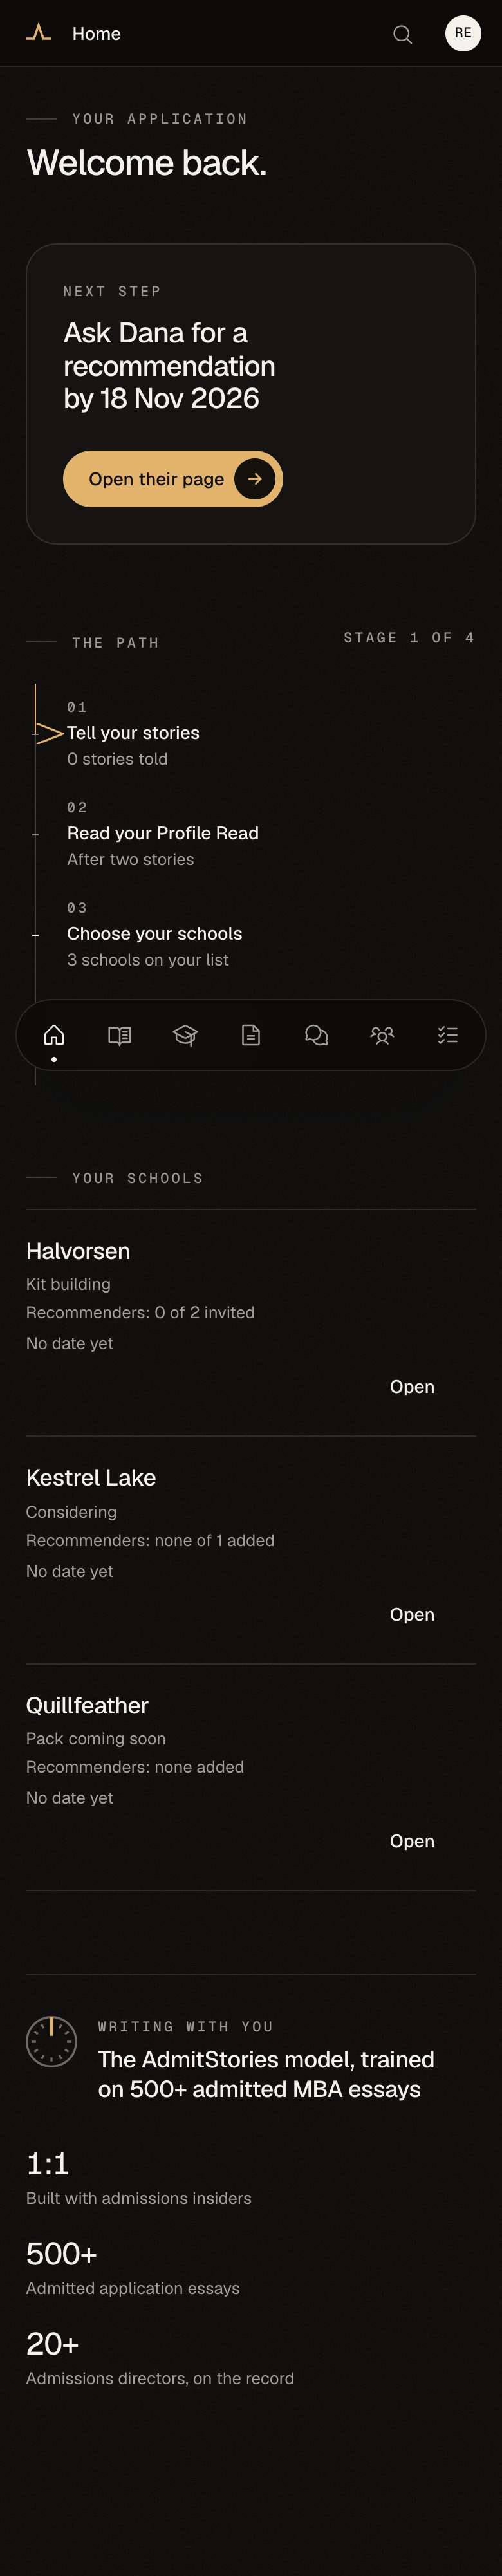 Home
RE
YOUR APPLICATION
Welcome back.
NEXT STEP
Ask Dana for a
recommendation
by 18 Nov 2026
Open their page
THE PATH
STAGE 1 OF 4
01
Tell your stories
0 stories told
02
Read your Profile Read
After two stories
03
Choose your schools
3 schools on your list
YOUR SCHOOLS
Halvorsen
Kit building
Recommenders: 0 of 2 invited
No date yet
Open
Kestrel Lake
Considering
Recommenders: none of 1 added
No date yet
Open
Quillfeather
Pack coming soon
Recommenders: none added
No date yet
Open
WRITING WITH YOU
The AdmitStories model, trained
on 500+ admitted MBA essays
1:1
Built with admissions insiders
500+
Admitted application essays
20+
Admissions directors, on the record